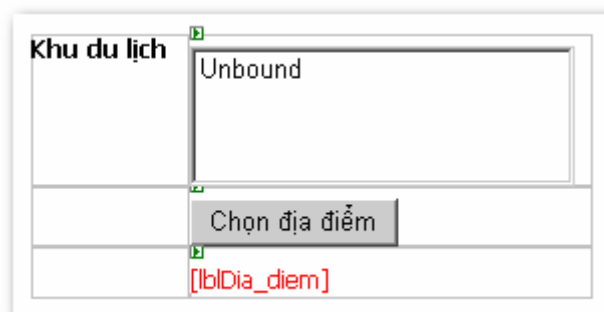 Khu du lịch
Unbound
Chọn địa điểm
[lblDia_diem]